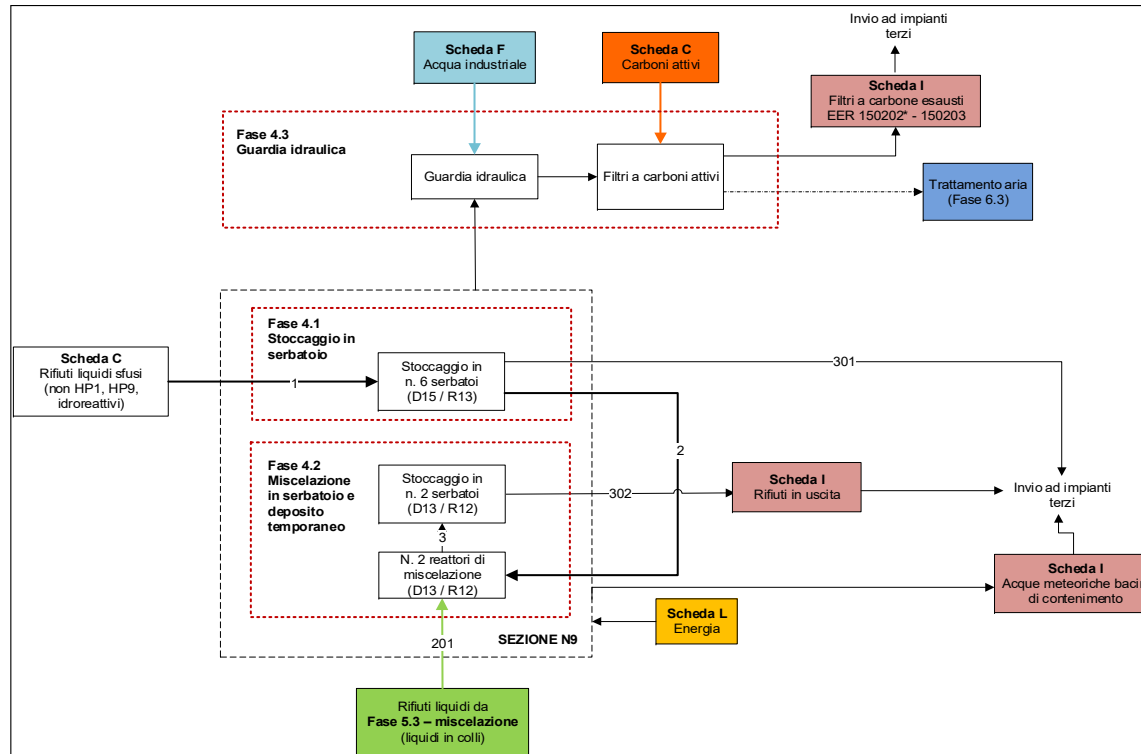 Invio ad impianti
terzi
Scheda F
Acqua industriale
Scheda C
Carboni attivi
Scheda I
Filtri a carbone esausti
EER 150202* - 150203
Fase 4.3
Guardia idraulica
Guardia idraulica
Filtri a carboni attivi
Trattamento aria
(Fase 6.3)
Fase 4.1
Stoccaggio in
serbatoio
Scheda C
Rifiuti liquidi sfusi
(non HP1, HP9,
idroreattivi)
1
Stoccaggio in
n. 6 serbatoi
(D15 / R13)
301
2
Fase 4.2
Miscelazione
in serbatoio e
deposito
temporaneo
Stoccaggio in
n. 2 serbatoi
(D13 / R12)
302
Scheda I
Rifiuti in uscita
Invio ad impianti
terzi
3
N. 2 reattori di
miscelazione
(D13 / R12)
Scheda I
Acque meteoriche bacini
di contenimento
Scheda L
Energia
SEZIONE N9
201
Rifiuti liquidi da
Fase 5.3 – miscelazione
(liquidi in colli)